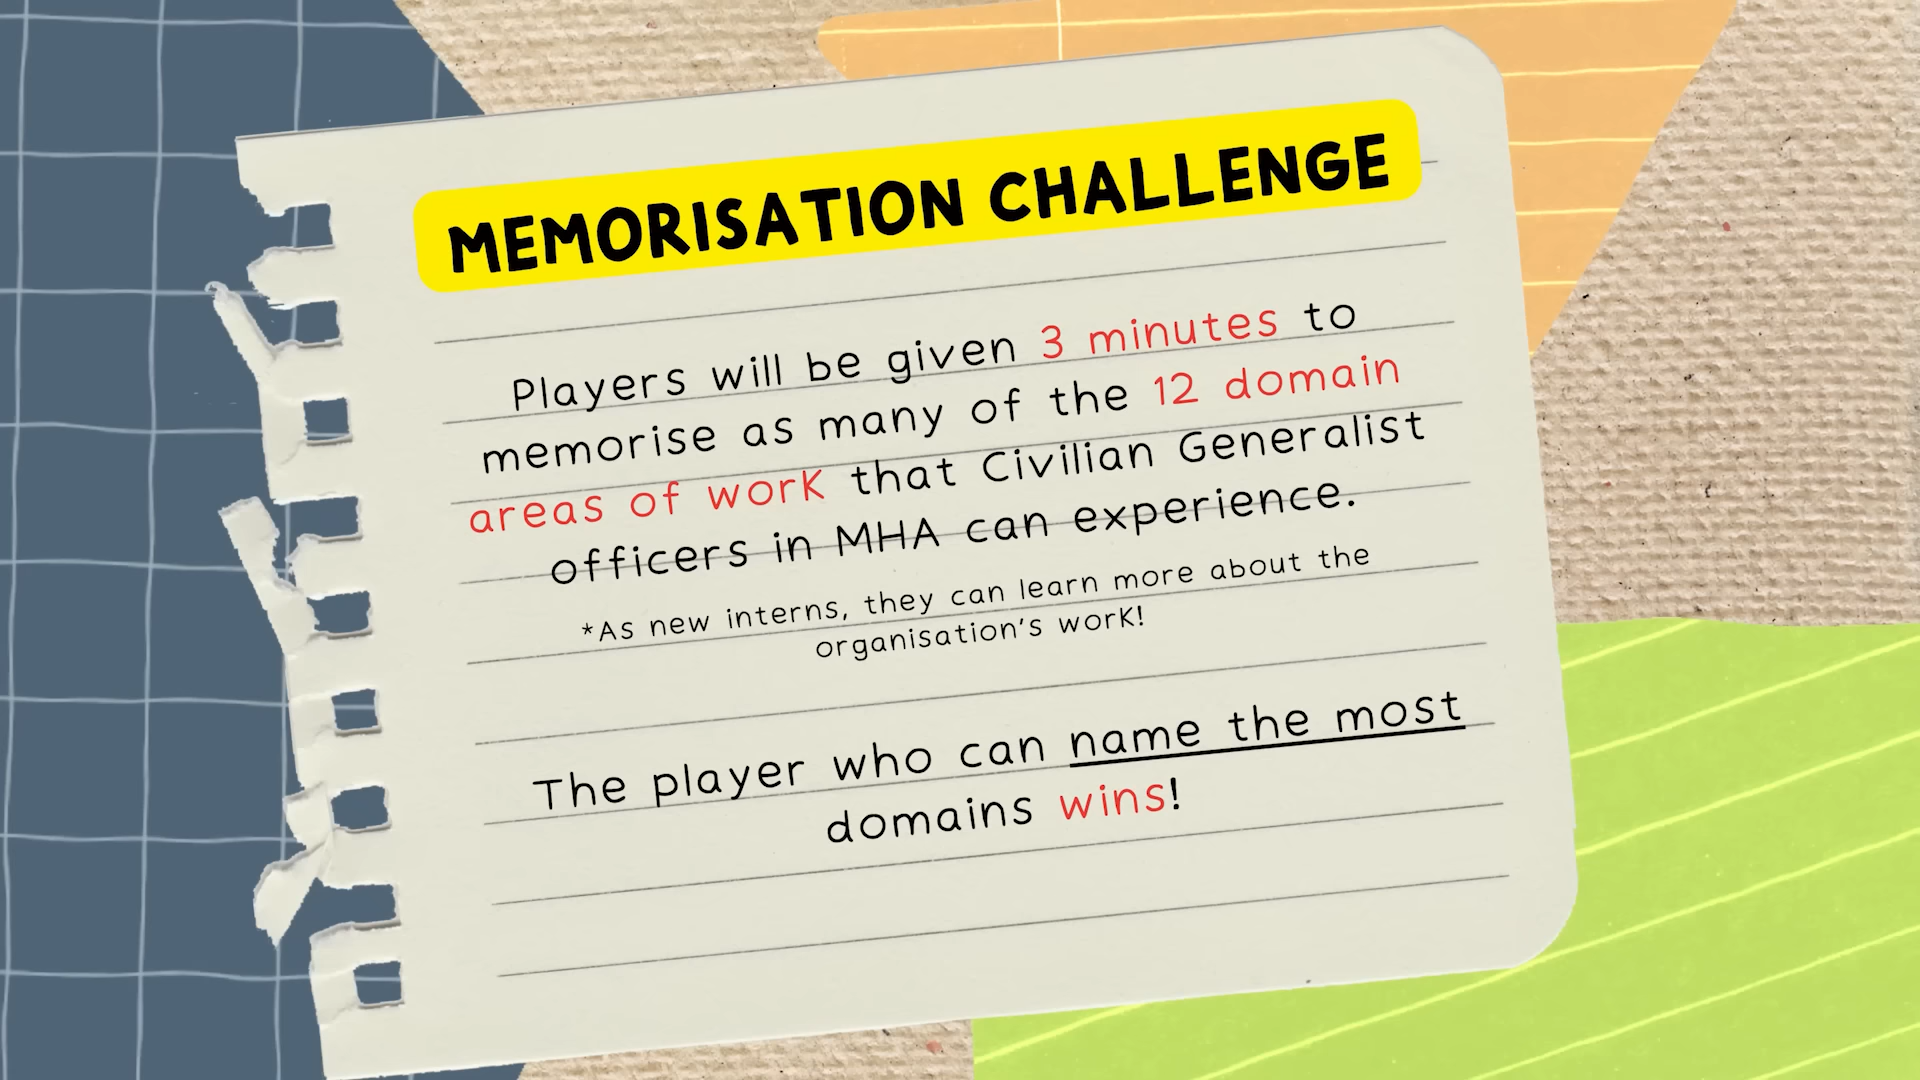 MEMORISATION CHALLENGE
Players will be given 3 minutes to
memorise as many of the 12 domain
areas of work that Civilian Generalist
officers in MHA can experience.
*As new interns, they can learn more about the
organisation's work!
The player who can name the most
domains wins!